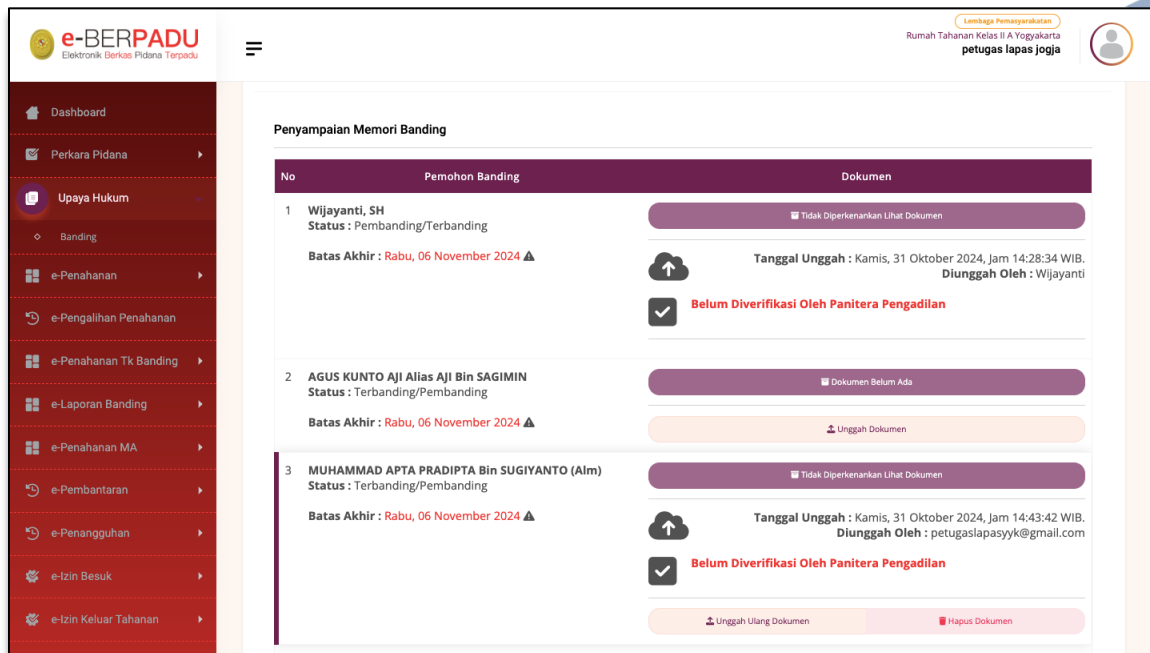 e-BERPADU
Elektronik Berkas Pidana Terpadu
Lembaga Pemasyarakatan
Rumah Tahanan Kelas II A Yogyakarta
petugas lapas jogja
Dashboard
Perkara Pidana
Upaya Hukum
Banding
e-Penahanan
e-Pengalihan Penahanan
e-Penahanan Tk Banding
e-Laporan Banding
e-Penahanan MA
e-Pembantaran
e-Penangguhan
e-Izin Besuk
e-Izin Keluar Tahanan
Penyampaian Memori Banding
No Pemohon Banding Dokumen
1 Wijayanti, SH
Status : Pembanding/Terbanding
Batas Akhir : Rabu, 06 November 2024
Tidak Diperkenankan Lihat Dokumen
Tanggal Unggah : Kamis, 31 Oktober 2024, Jam 14:28:34 WIB.
Diunggah Oleh : Wijayanti
Belum Diverifikasi Oleh Panitera Pengadilan
2 AGUS KUNTO AJI Alias AJI Bin SAGIMIN
Status : Terbanding/Pembanding
Batas Akhir : Rabu, 06 November 2024
Dokumen Belum Ada
Unggah Dokumen
3 MUHAMMAD APTA PRADIPTA Bin SUGIYANTO (Alm)
Status : Terbanding/Pembanding
Batas Akhir : Rabu, 06 November 2024
Tidak Diperkenankan Lihat Dokumen
Tanggal Unggah : Kamis, 31 Oktober 2024, Jam 14:43:42 WIB.
Diunggah Oleh : petugaslapasyyk@gmail.com
Belum Diverifikasi Oleh Panitera Pengadilan
Unggah Ulang Dokumen
Hapus Dokumen